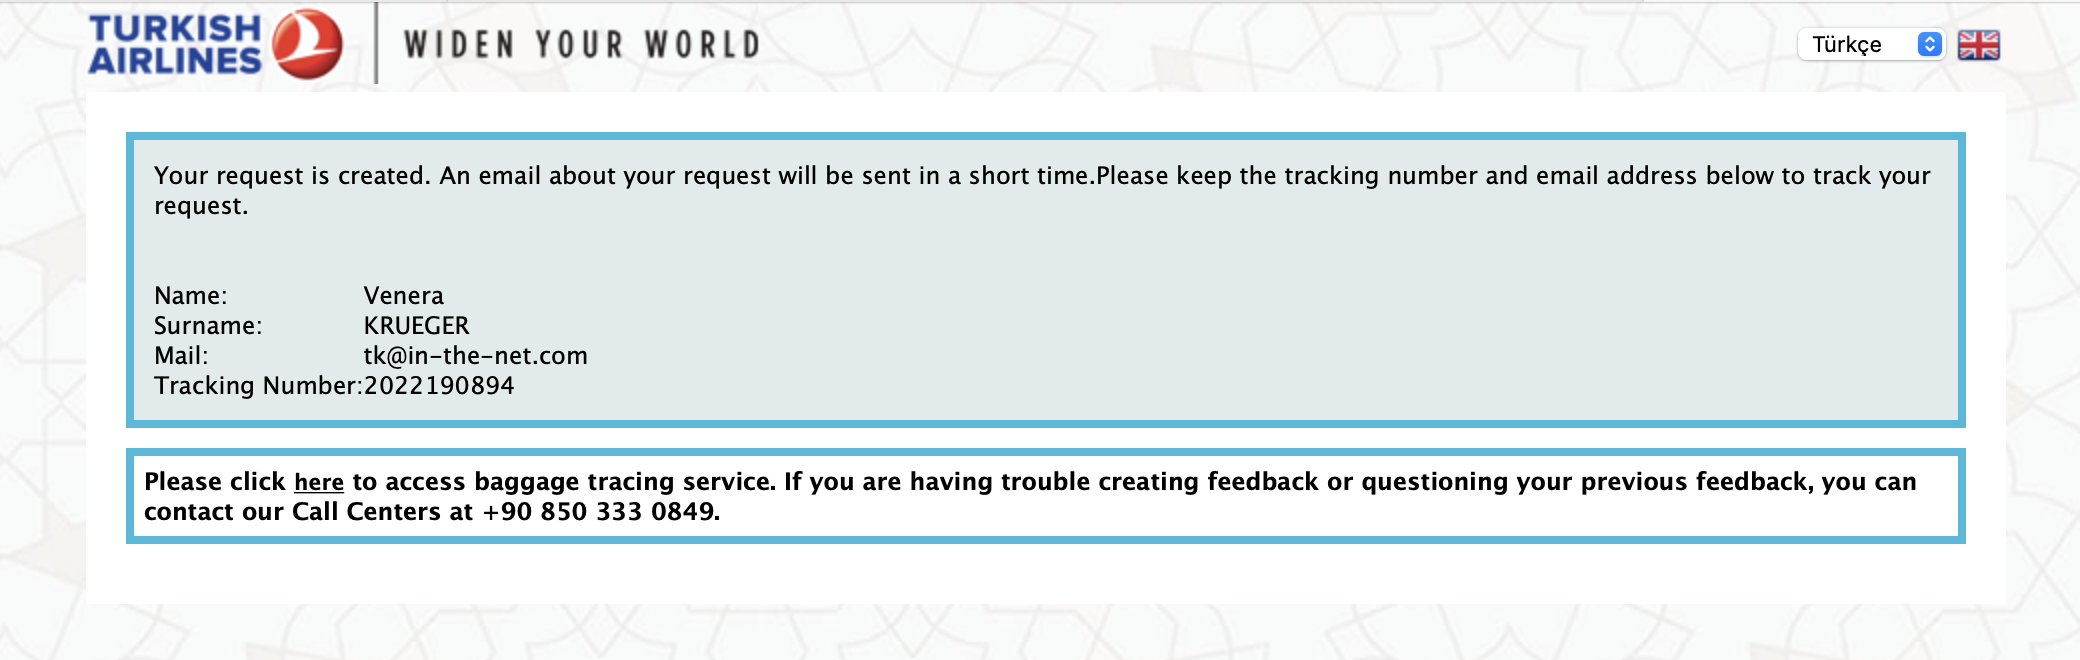 TURKISH
AIRLINES
WIDEN YOUR WORLD
Türkçe
Your request is created. An email about your request will be sent in a short time.Please keep the tracking number and email address below to track your
request.
Name: Venera
Surname: KRUEGER
Mail: tk@in-the-net.com
Tracking Number:2022190894
Please click here to access baggage tracing service. If you are having trouble creating feedback or questioning your previous feedback, you can
contact our Call Centers at +90 850 333 0849.